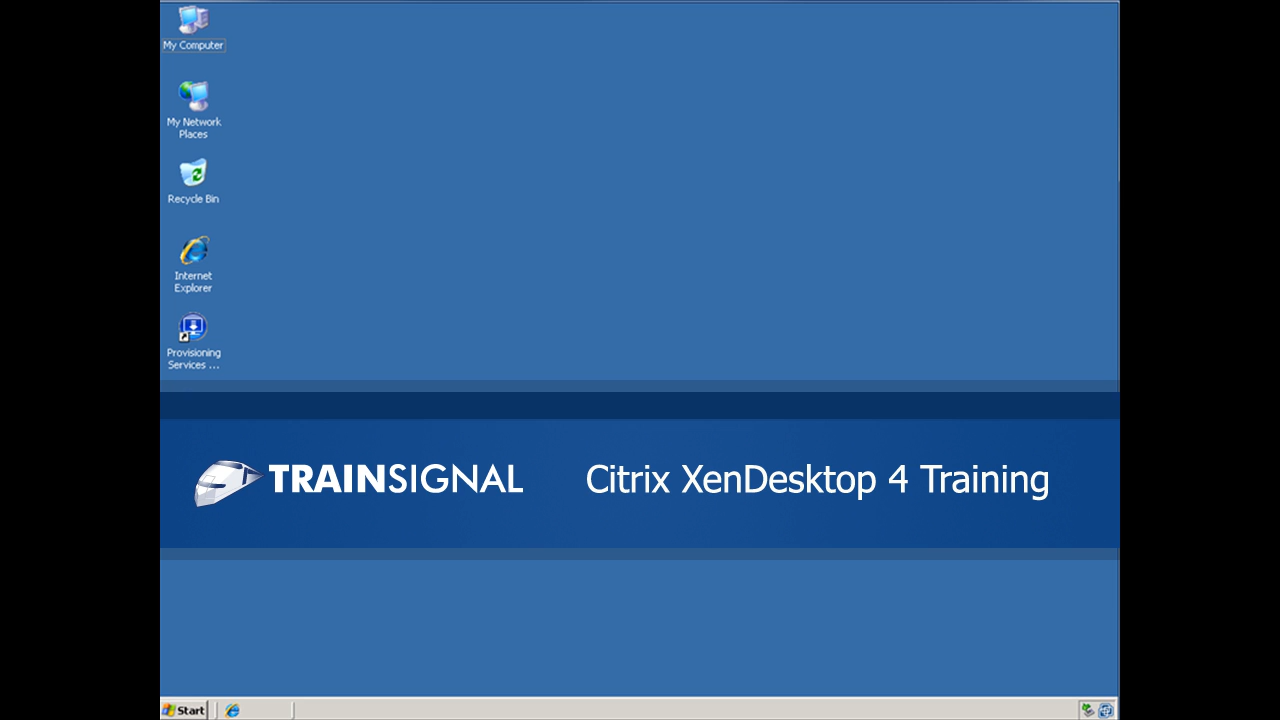 My Computer
My Network
Places
Recycle Bin
Internet
Explorer
Provisioning
Services ...
TRAINSIGNAL
Citrix XenDesktop 4 Training
Start